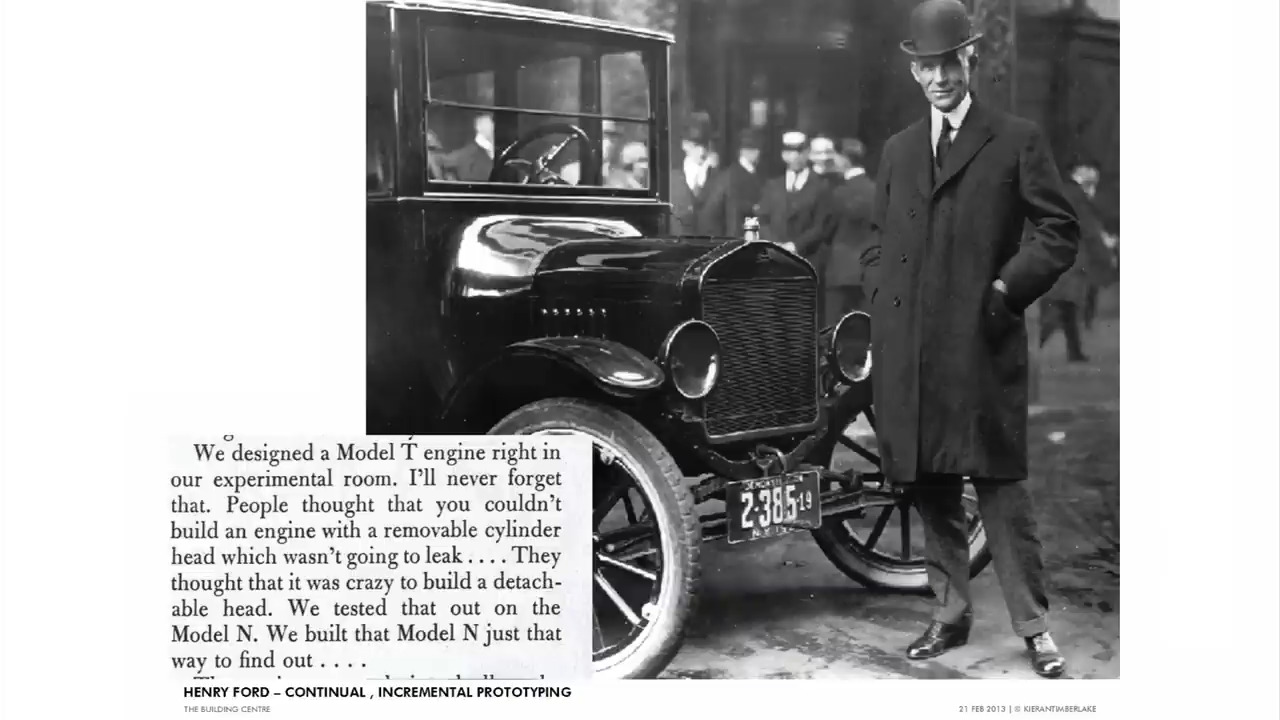 We designed a Model T engine right in
our experimental room. I'll never forget
that. People thought that you couldn't
build an engine with a removable cylinder
head which wasn't going to leak . . . . They
thought that it was crazy to build a detach-
able head. We tested that out on the
Model N. We built that Model N just that
way to find out . . . .
2-385-19
HENRY FORD – CONTINUAL , INCREMENTAL PROTOTYPING
THE BUILDING CENTRE
21 FEB 2013 | © KIERANTIMBERLAKE